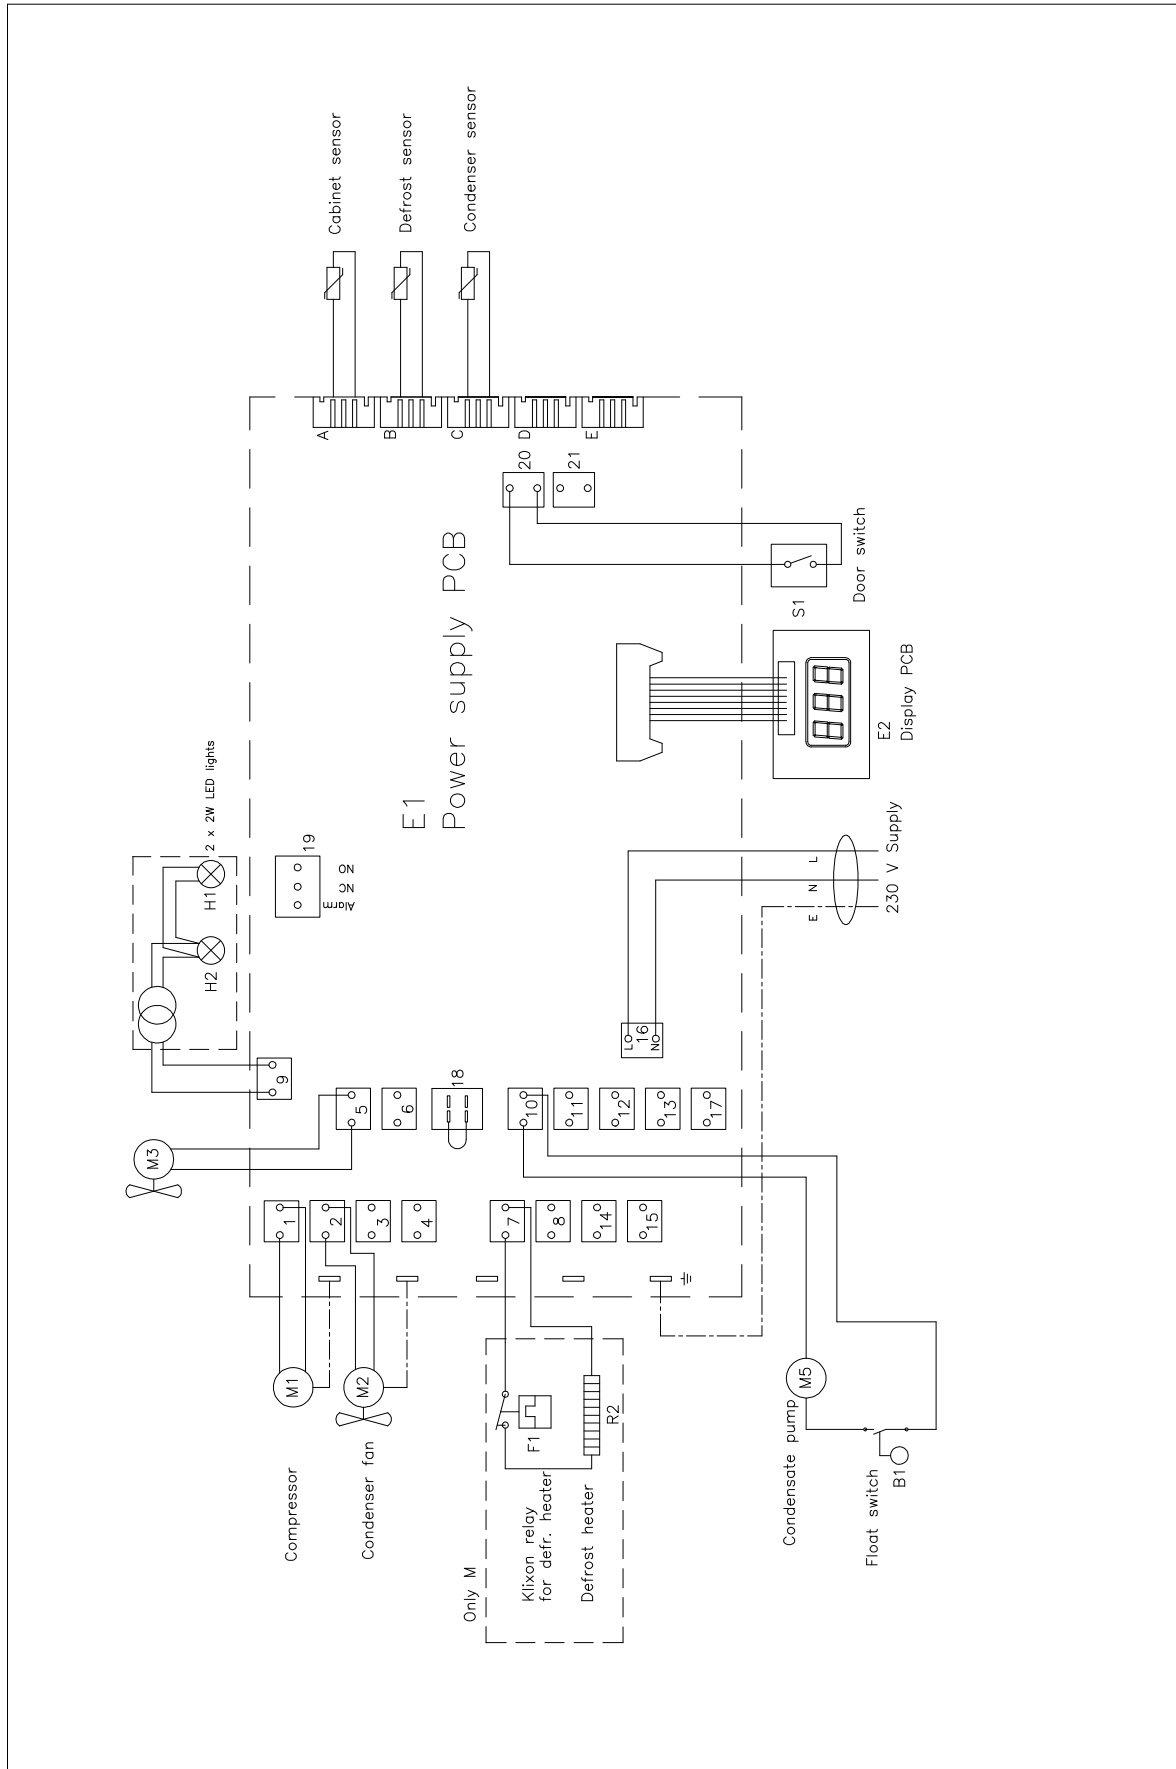 Cabinet sensor
Defrost sensor
Condenser sensor
A
B
C
D
E
20
21
Door switch
S1
E1
Power supply PCB
E2
Display PCB
2 x 2W LED lights
H1
H2
19
NO
NC
Alarm
L
N
E
230 V Supply
L
16
N
9
5
6
18
10
11
12
13
17
M3
1
2
3
4
7
8
14
15
M1
M2
Compressor
Condenser fan
Only M
F1
R2
Klixon relay
for defr. heater
Defrost heater
M5
Condensate pump
Float switch
B1